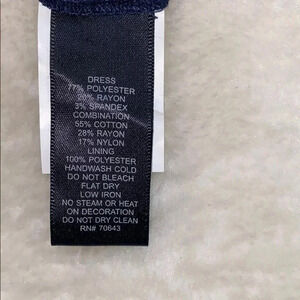 DRESS
77% POLYESTER
20% RAYON
3% SPANDEX
COMBINATION
55% COTTON
28% RAYON
17% NYLON
LINING
100% POLYESTER
HANDWASH COLD
DO NOT BLEACH
FLAT DRY
LOW IRON
NO STEAM OR HEAT
ON DECORATION
DO NOT DRY CLEAN
RN# 70643